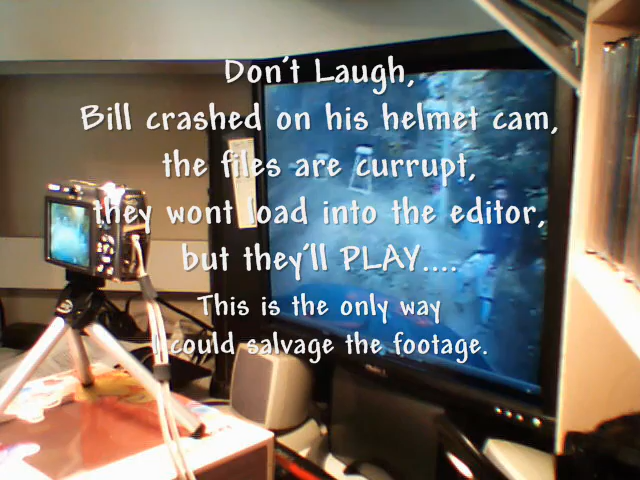 Don't Laugh,
Bill crashed on his helmet cam,
the files are currupt,
they wont load into the editor,
but they'll PLAY....
This is the only way
I could salvage the footage.